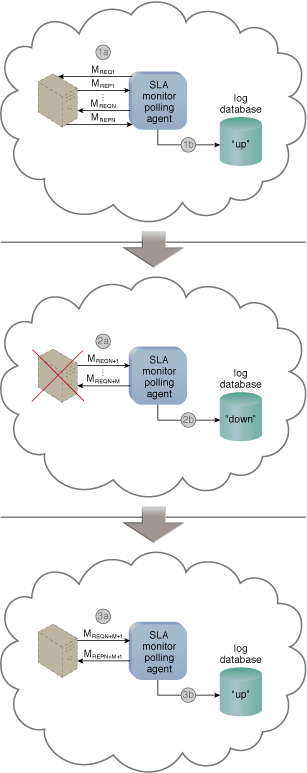 1a
MREQ1
MREP1
⋮
MREQN
MREPN
SLA
monitor
polling
agent
log
database
1b
"up"
2a
MREQN+1
⋮
MREQN+M
SLA
monitor
polling
agent
log
database
2b
"down"
3a
MREQN+M+1
MREPN+M+1
SLA
monitor
polling
agent
log
database
3b
"up"